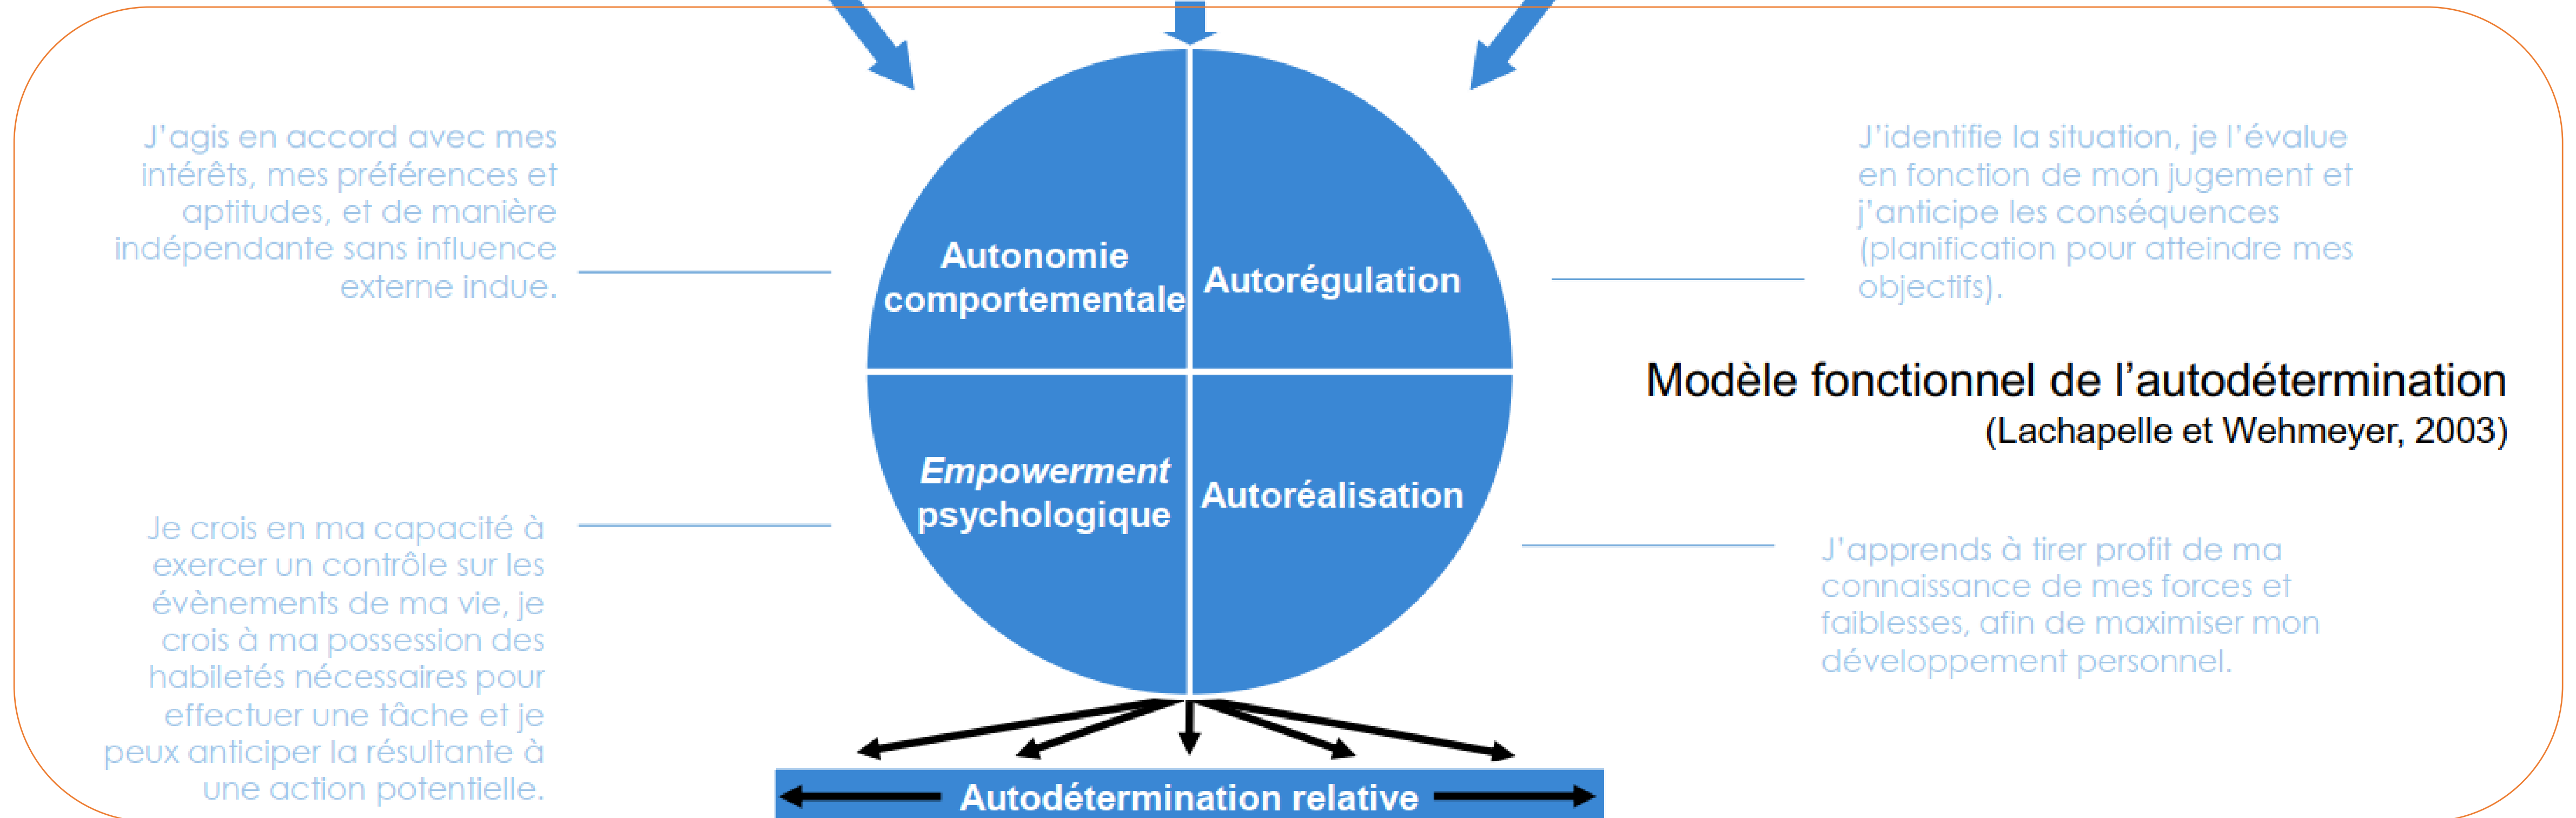 J'agis en accord avec mes
intérêts, mes préférences et
aptitudes, et de manière
indépendante sans influence
externe indue.
Autonomie
comportementale
Autorégulation
J'identifie la situation, je l'évalue
en fonction de mon jugement et
j'anticipe les conséquences
(planification pour atteindre mes
objectifs).
Modèle fonctionnel de l'autodétermination
(Lachapelle et Wehmeyer, 2003)
Je crois en ma capacité à
exercer un contrôle sur les
évènements de ma vie, je
crois à ma possession des
habiletés nécessaires pour
effectuer une tâche et je
peux anticiper la résultante à
une action potentielle.
Empowerment
psychologique
Autoréalisation
J'apprends à tirer profit de ma
connaissance de mes forces et
faiblesses, afin de maximiser mon
développement personnel.
Autodétermination relative